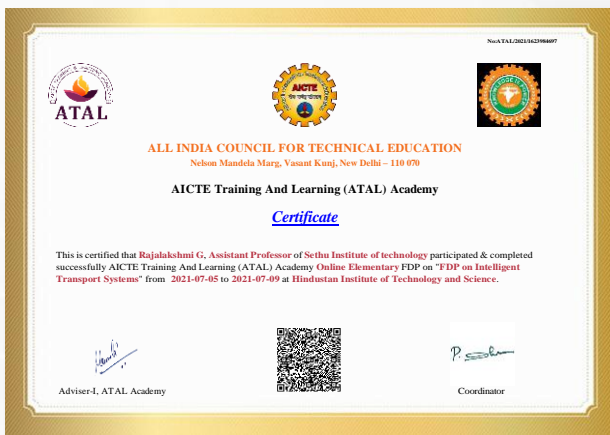 No:ATAL/2021/1623984697
ATAL
AICTE
KNOWLEDGE IS POWER
ALL INDIA COUNCIL FOR TECHNICAL EDUCATION
Nelson Mandela Marg, Vasant Kunj, New Delhi – 110 070
AICTE Training And Learning (ATAL) Academy
Certificate
This is certified that Rajalakshmi G, Assistant Professor of Sethu Institute of technology participated & completed
successfully AICTE Training And Learning (ATAL) Academy Online Elementary FDP on "FDP on Intelligent
Transport Systems" from 2021-07-05 to 2021-07-09 at Hindustan Institute of Technology and Science.
Adviser-I, ATAL Academy
Coordinator